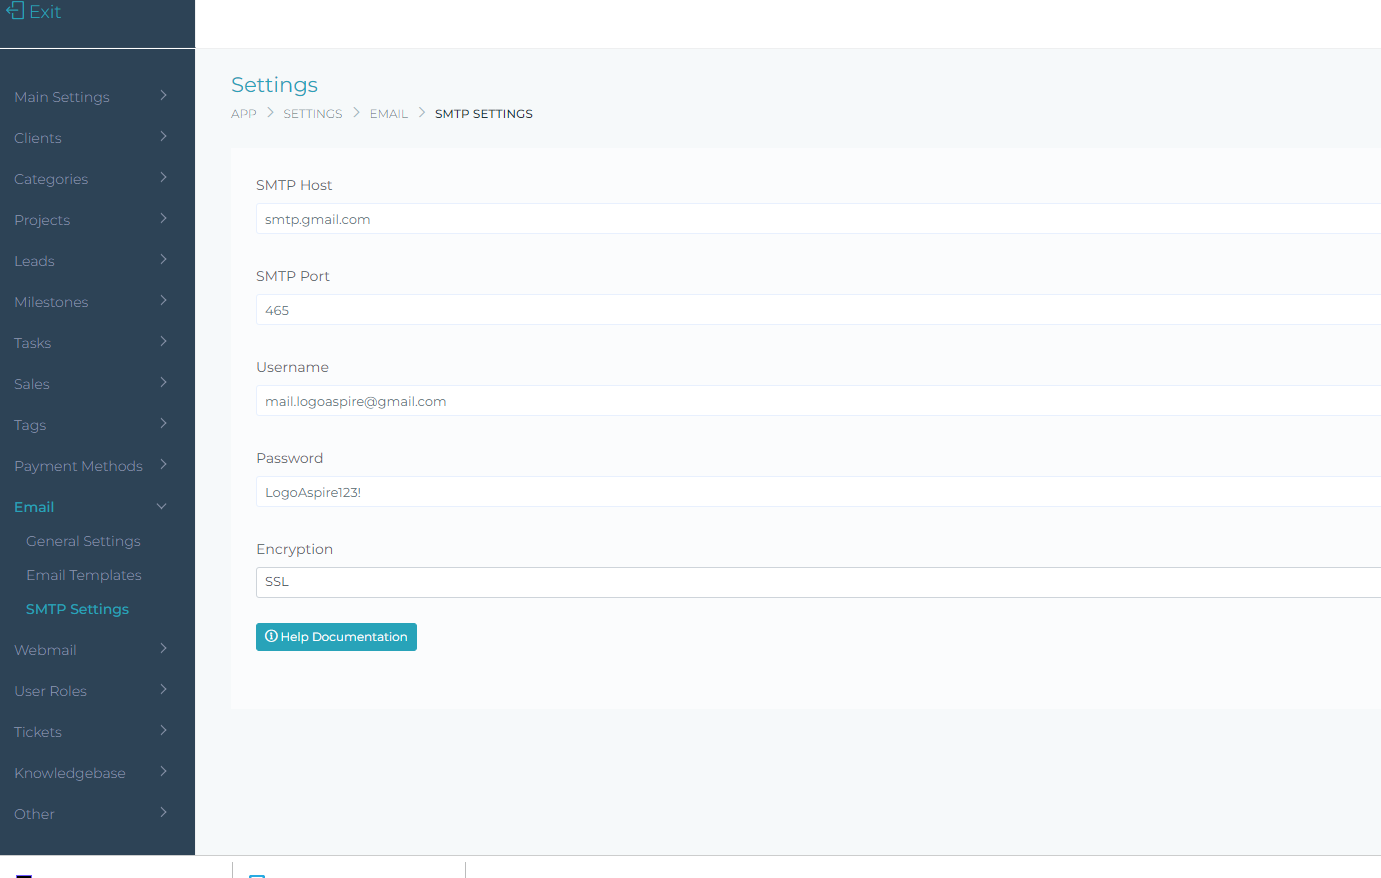 Exit
Main Settings
Clients
Categories
Projects
Leads
Milestones
Tasks
Sales
Tags
Payment Methods
Email
General Settings
Email Templates
SMTP Settings
Webmail
User Roles
Tickets
Knowledgebase
Other
Settings
APP > SETTINGS > EMAIL > SMTP SETTINGS
SMTP Host
smtp.gmail.com
SMTP Port
465
Username
mail.logoaspire@gmail.com
Password
LogoAspire123!
Encryption
SSL
Help Documentation